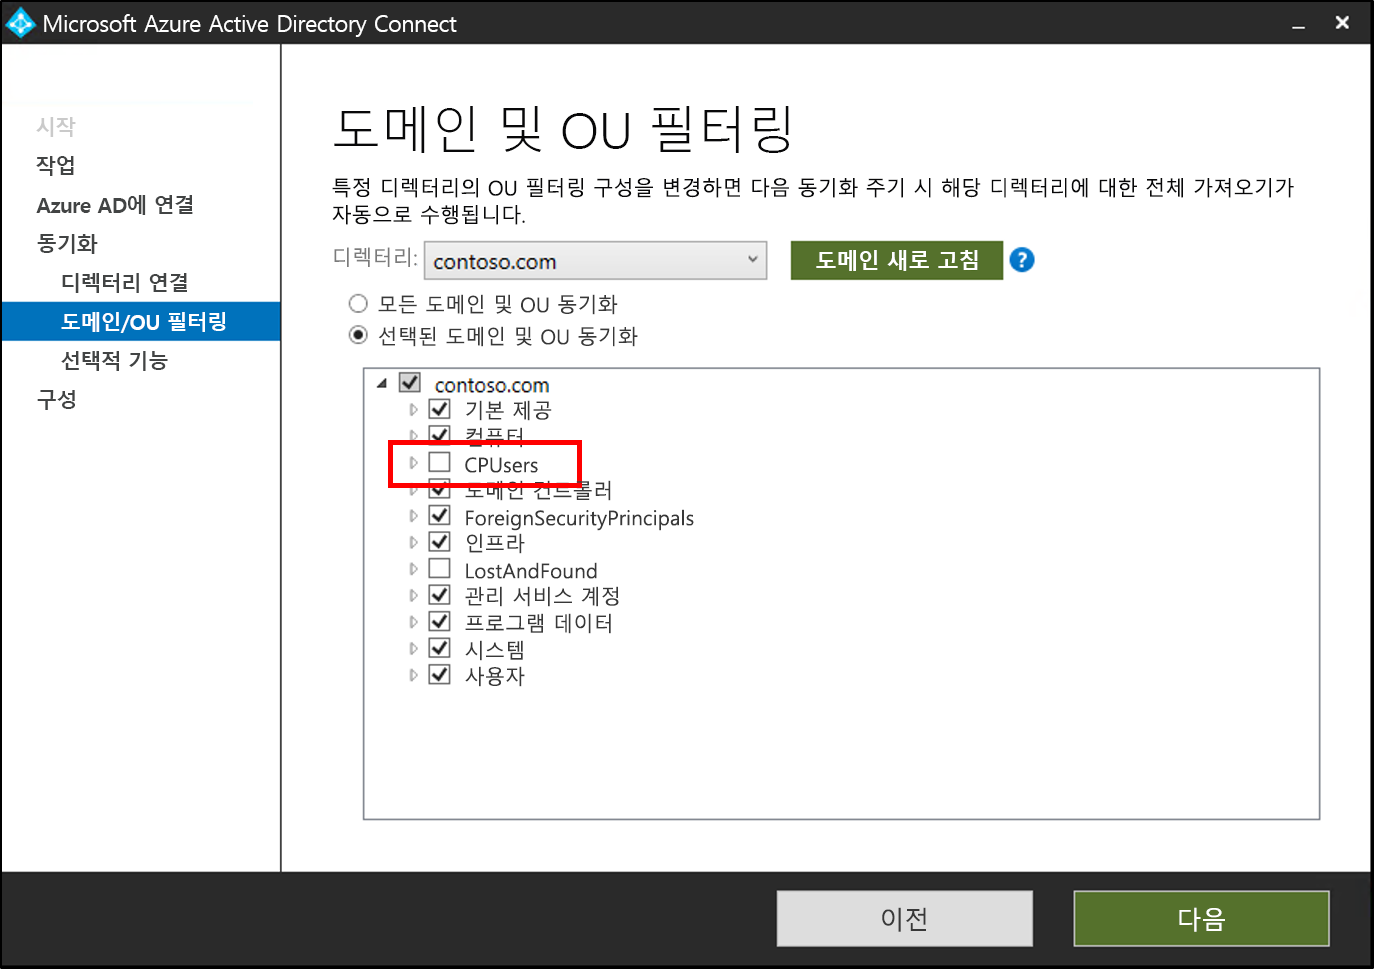 Microsoft Azure Active Directory Connect
시작
작업
Azure AD에 연결
동기화
디렉터리 연결
도메인/OU 필터링
선택적 기능
구성
도메인 및 OU 필터링
특정 디렉터리의 OU 필터링 구성을 변경하면 다음 동기화 주기 시 해당 디렉터리에 대한 전체 가져오기가
자동으로 수행됩니다.
디렉터리: contoso.com 도메인 새로 고침 ?
모든 도메인 및 OU 동기화
선택된 도메인 및 OU 동기화
contoso.com
기본 제공
컴퓨터
CPUsers
도메인 컨트롤러
ForeignSecurityPrincipals
인프라
LostAndFound
관리 서비스 계정
프로그램 데이터
시스템
사용자
이전 다음